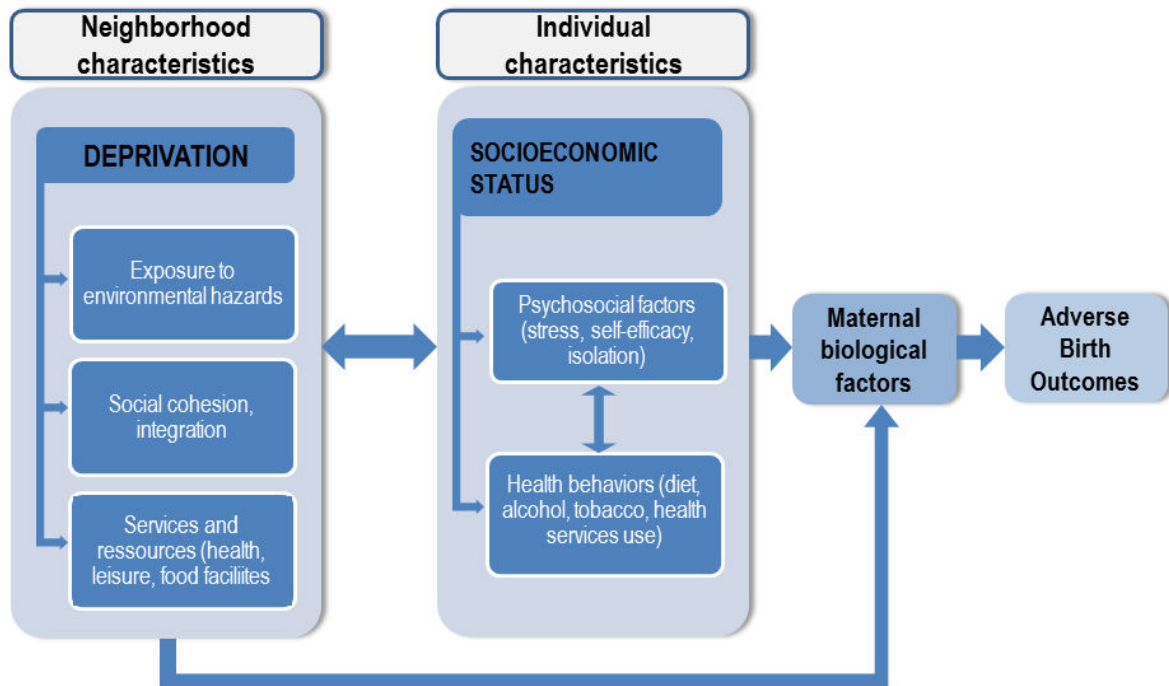 Neighborhood
characteristics
DEPRIVATION
Exposure to
environmental hazards
Social cohesion,
integration
Services and
ressources (health,
leisure, food faciliites
Individual
characteristics
SOCIOECONOMIC
STATUS
Psychosocial factors
(stress, self-efficacy,
isolation)
Health behaviors (diet,
alcohol, tobacco, health
services use)
Maternal
biological
factors
Adverse
Birth
Outcomes